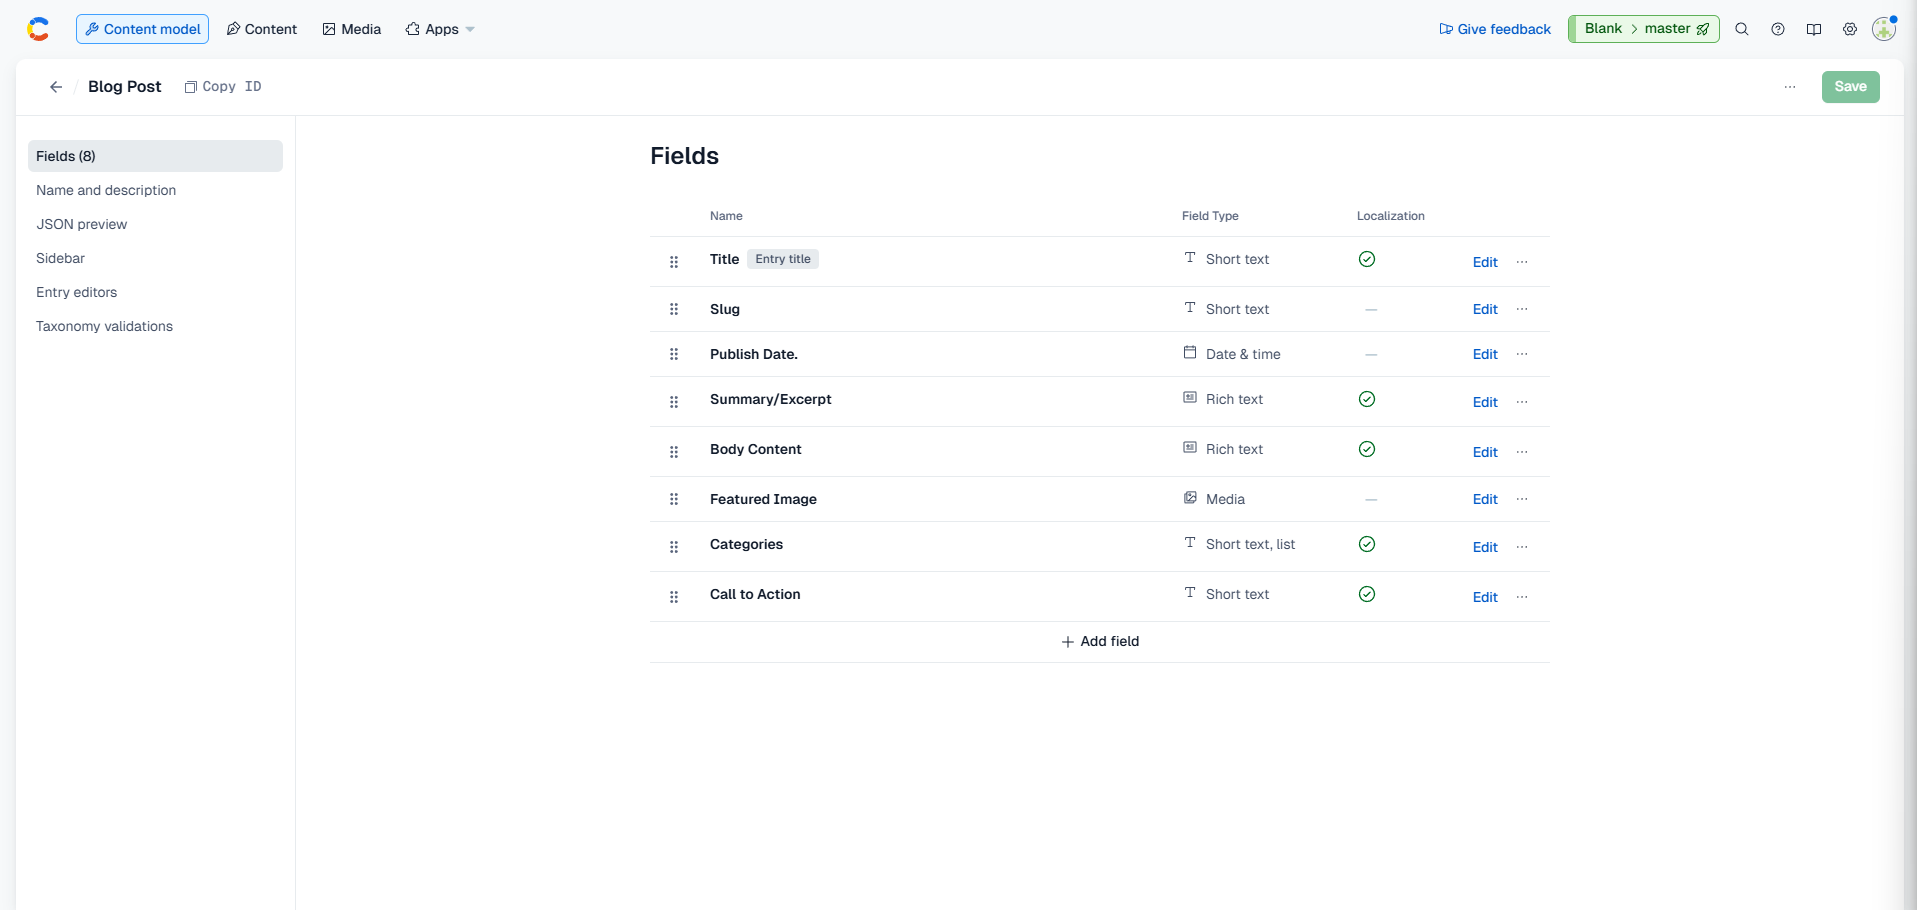 Content model Content Media Apps Give feedback Blank > master
Blog Post Copy ID ... Save
Fields (8)
Name and description
JSON preview
Sidebar
Entry editors
Taxonomy validations
Fields
Name Field Type Localization
Title Entry title Short text Edit ...
Slug Short text — Edit ...
Publish Date. Date & time — Edit ...
Summary/Excerpt Rich text Edit ...
Body Content Rich text Edit ...
Featured Image Media — Edit ...
Categories Short text, list Edit ...
Call to Action Short text Edit ...
+ Add field